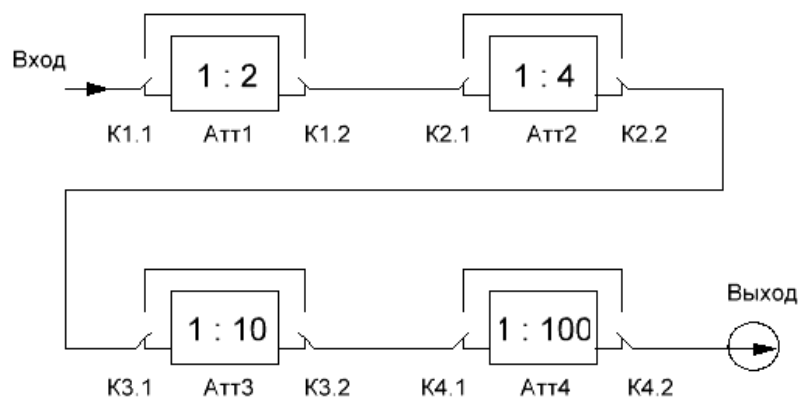 Вход
1 : 2
1 : 4
К1.1 Атт1 К1.2 К2.1 Атт2 К2.2
Выход
1 : 10
1 : 100
К3.1 Атт3 К3.2 К4.1 Атт4 К4.2